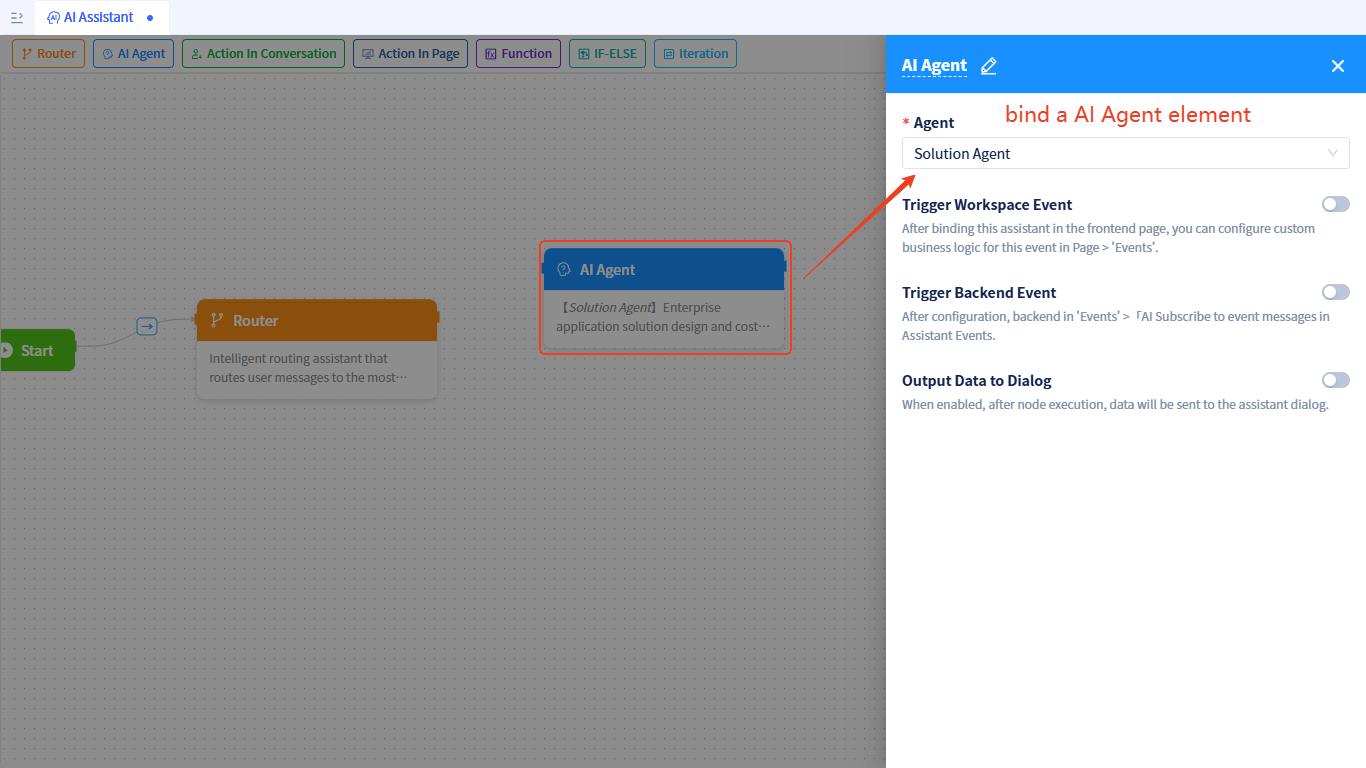 AI Assistant
Router
AI Agent
Action In Conversation
Action In Page
Function
IF-ELSE
Iteration
Start
Router
Intelligent routing assistant that
routes user messages to the most···
AI Agent
【Solution Agent】Enterprise
application solution design and cost···
AI Agent
bind a AI Agent element
* Agent
Solution Agent
Trigger Workspace Event
After binding this assistant in the frontend page, you can configure custom
business logic for this event in Page > 'Events'.
Trigger Backend Event
After configuration, backend in 'Events' >「AI Subscribe to event messages in
Assistant Events.
Output Data to Dialog
When enabled, after node execution, data will be sent to the assistant dialog.